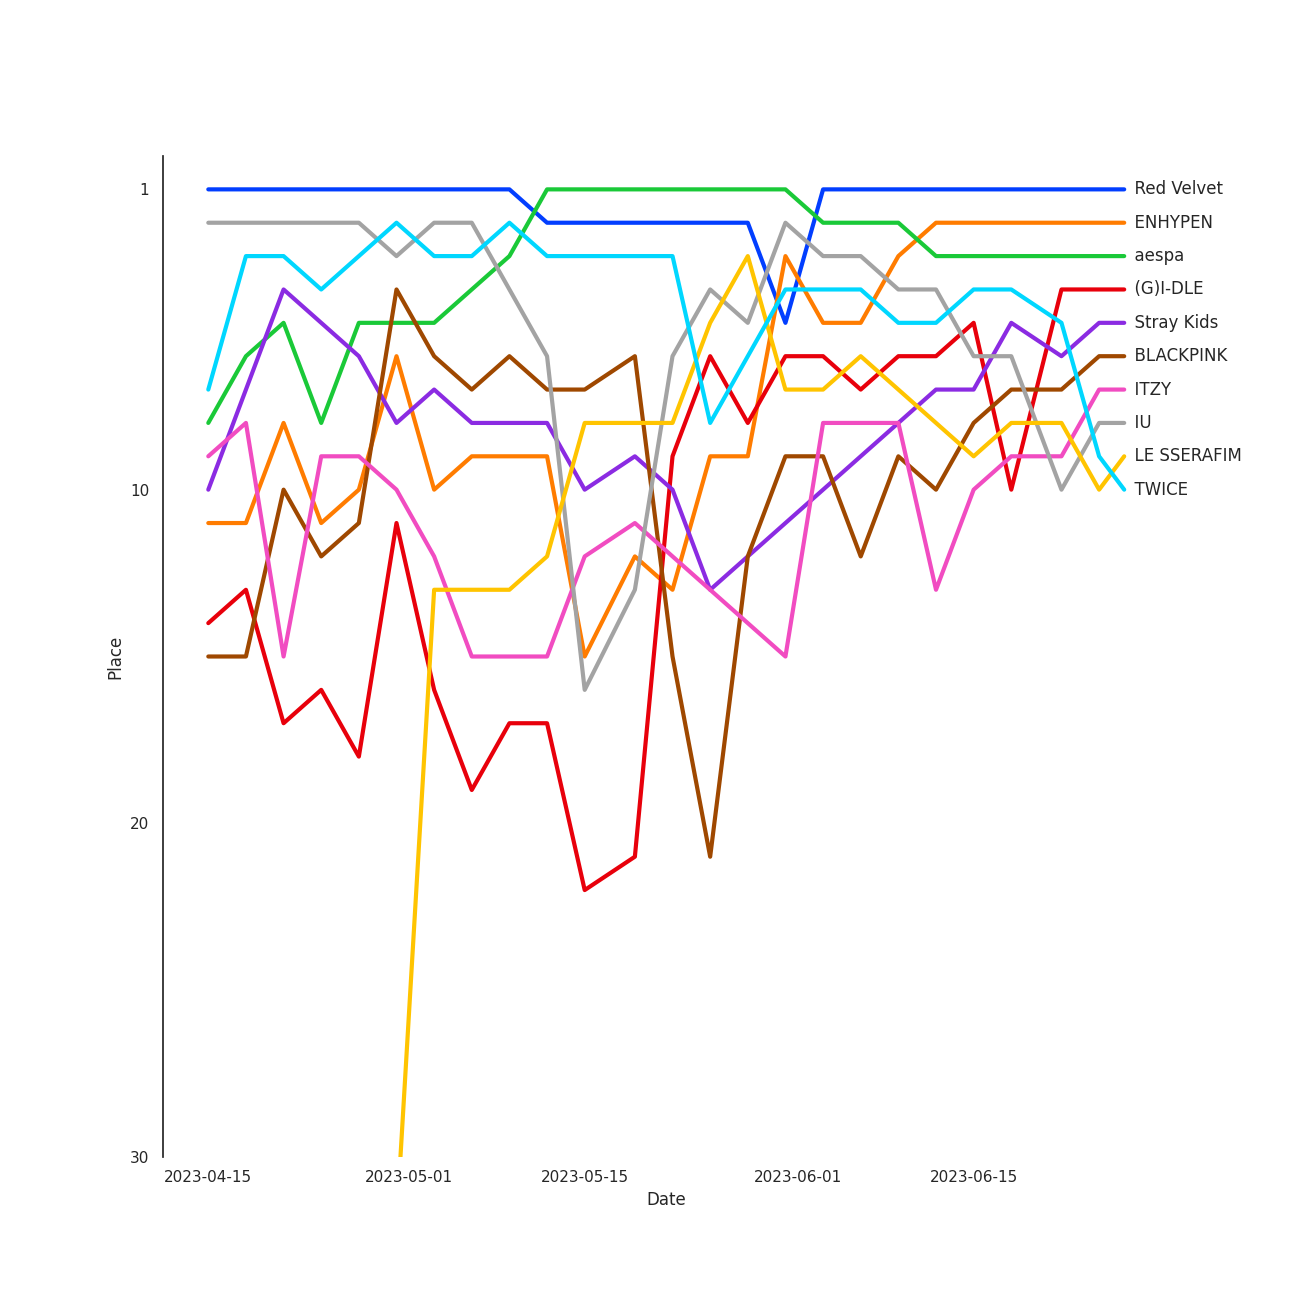 1
10
20
30
Place
2023-04-15
2023-05-01
2023-05-15
2023-06-01
2023-06-15
Date
Red Velvet
ENHYPEN
aespa
(G)I-DLE
Stray Kids
BLACKPINK
ITZY
IU
LE SSERAFIM
TWICE